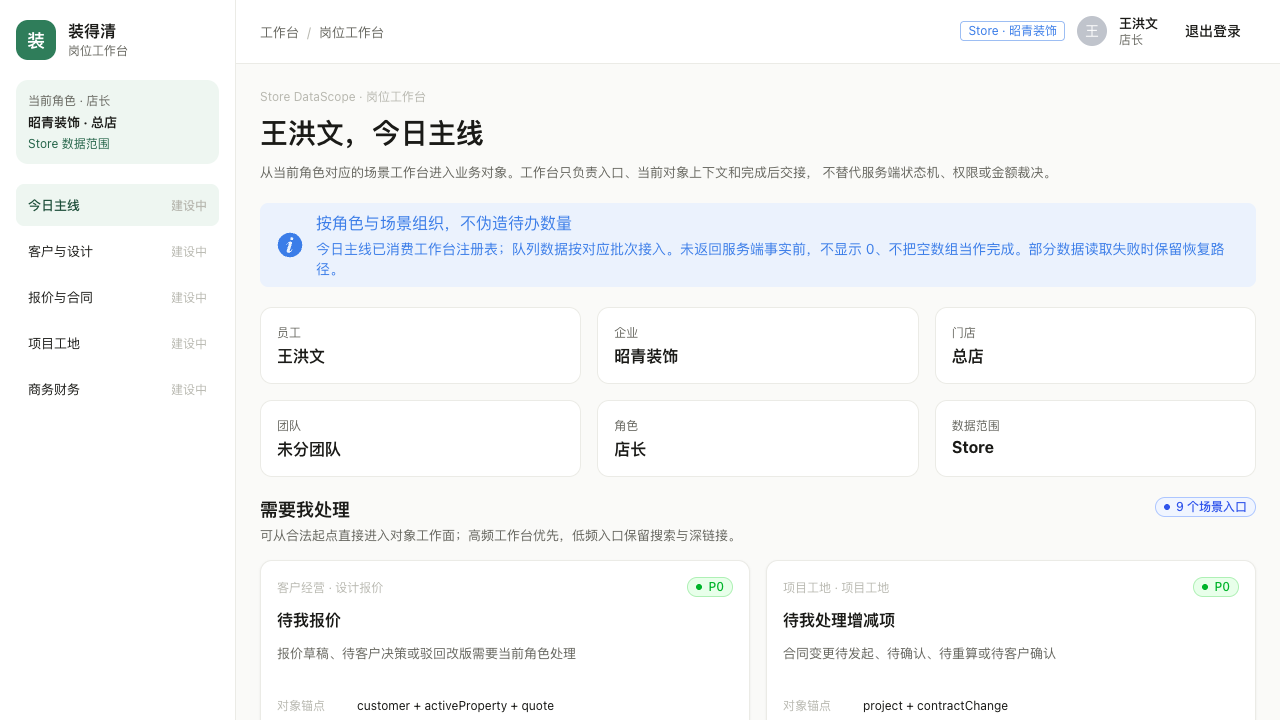 装
装得清
岗位工作台
当前角色 · 店长
昭青装饰 · 总店
Store 数据范围
今日主线 建设中
客户与设计 建设中
报价与合同 建设中
项目工地 建设中
商务财务 建设中
工作台 / 岗位工作台
Store · 昭青装饰
王
王洪文
店长
退出登录
Store DataScope · 岗位工作台
王洪文，今日主线
从当前角色对应的场景工作台进入业务对象。工作台只负责入口、当前对象上下文和完成后交接， 不替代服务端状态机、权限或金额裁决。
按角色与场景组织，不伪造待办数量
今日主线已消费工作台注册表；队列数据按对应批次接入。未返回服务端事实前，不显示 0、不把空数组当作完成。部分数据读取失败时保留恢复路
径。
员工
王洪文
企业
昭青装饰
门店
总店
团队
未分团队
角色
店长
数据范围
Store
需要我处理
9 个场景入口
可从合法起点直接进入对象工作面；高频工作台优先，低频入口保留搜索与深链接。
客户经营 · 设计报价 P0
待我报价
报价草稿、待客户决策或驳回改版需要当前角色处理
对象锚点 customer + activeProperty + quote
项目工地 · 项目工地 P0
待我处理增减项
合同变更待发起、待确认、待重算或待客户确认
对象锚点 project + contractChange